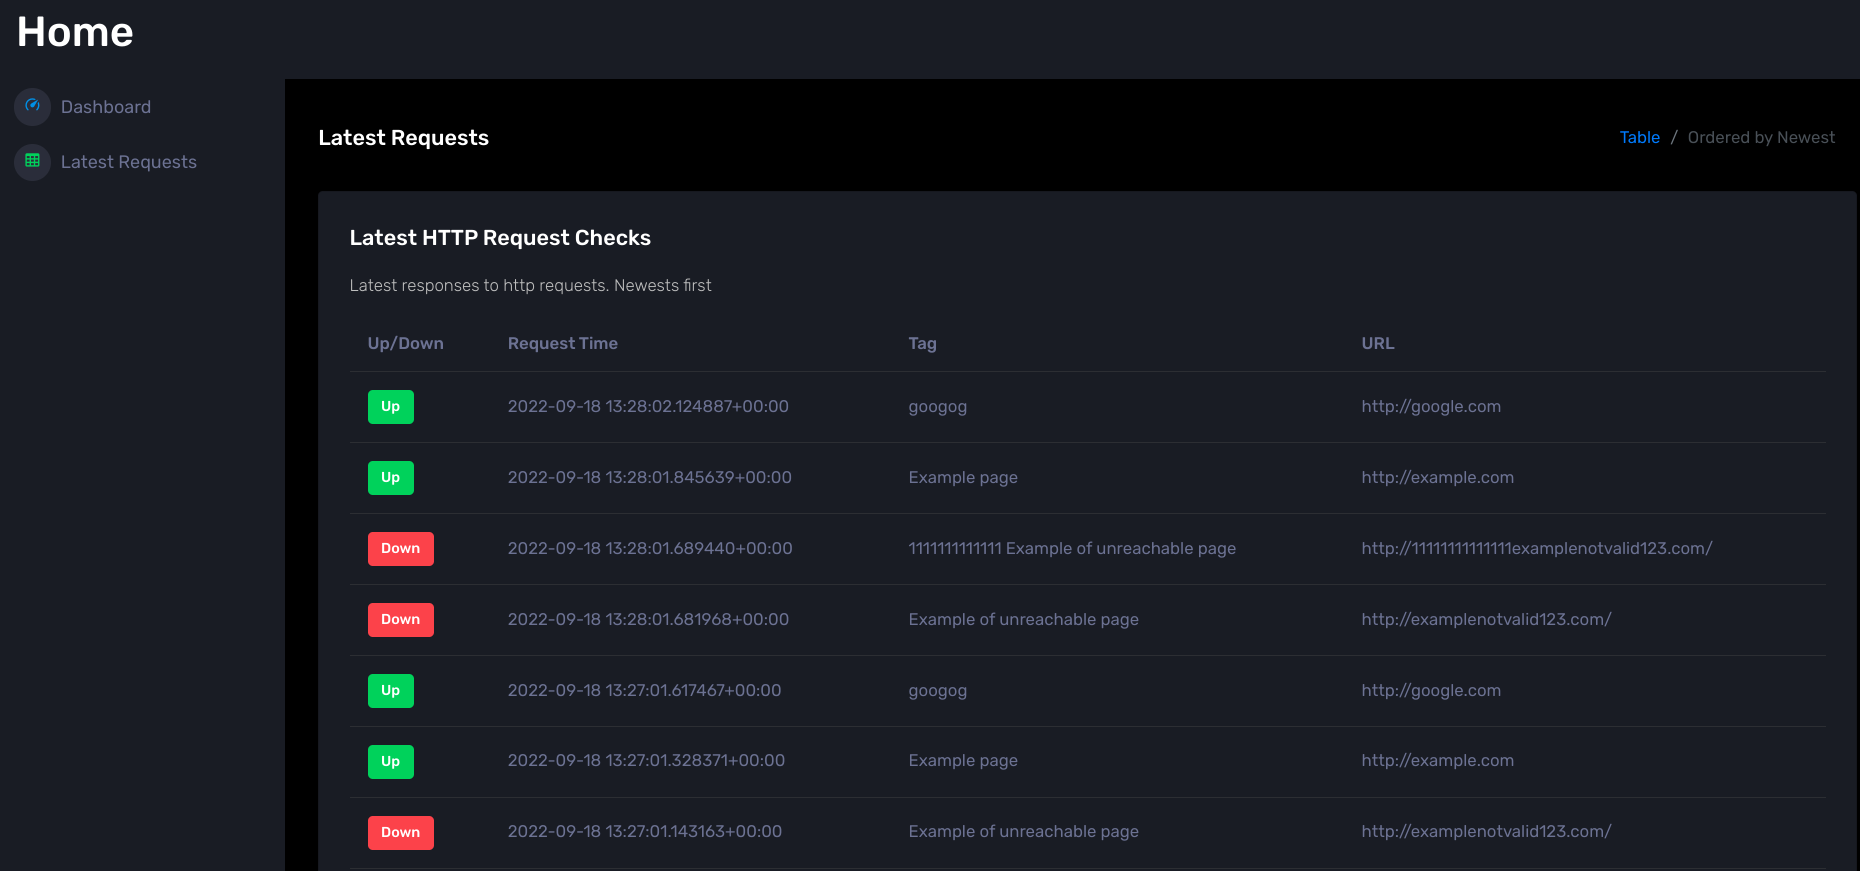 Home
Dashboard
Latest Requests
Latest Requests
Table / Ordered by Newest
Latest HTTP Request Checks
Latest responses to http requests. Newests first
Up/Down Request Time Tag URL
Up 2022-09-18 13:28:02.124887+00:00 googog http://google.com
Up 2022-09-18 13:28:01.845639+00:00 Example page http://example.com
Down 2022-09-18 13:28:01.689440+00:00 1111111111111 Example of unreachable page http://11111111111111examplenotvalid123.com/
Down 2022-09-18 13:28:01.681968+00:00 Example of unreachable page http://examplenotvalid123.com/
Up 2022-09-18 13:27:01.617467+00:00 googog http://google.com
Up 2022-09-18 13:27:01.328371+00:00 Example page http://example.com
Down 2022-09-18 13:27:01.143163+00:00 Example of unreachable page http://examplenotvalid123.com/